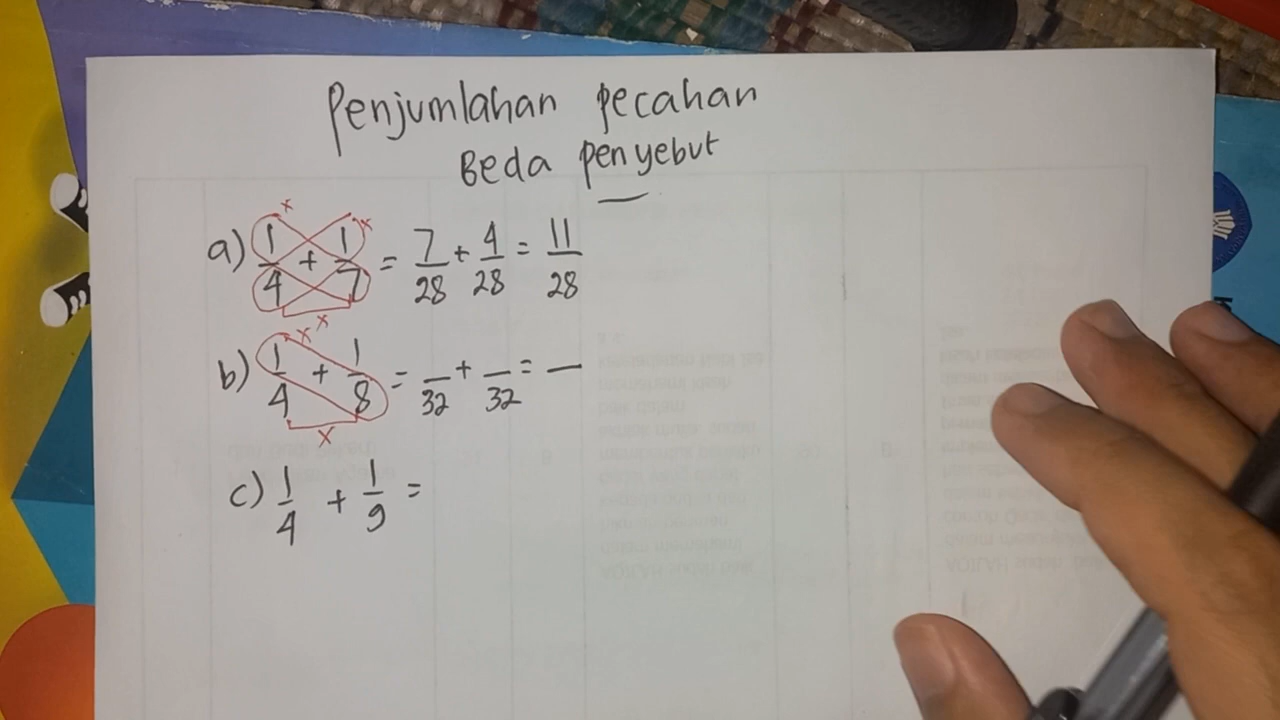 Penjumlahan pecahan
Beda penyebut
a) 1/4 + 1/7 = 7/28 + 4/28 = 11/28
b) 1/4 + 1/8 = /32 + /32 = —
c) 1/4 + 1/9 =